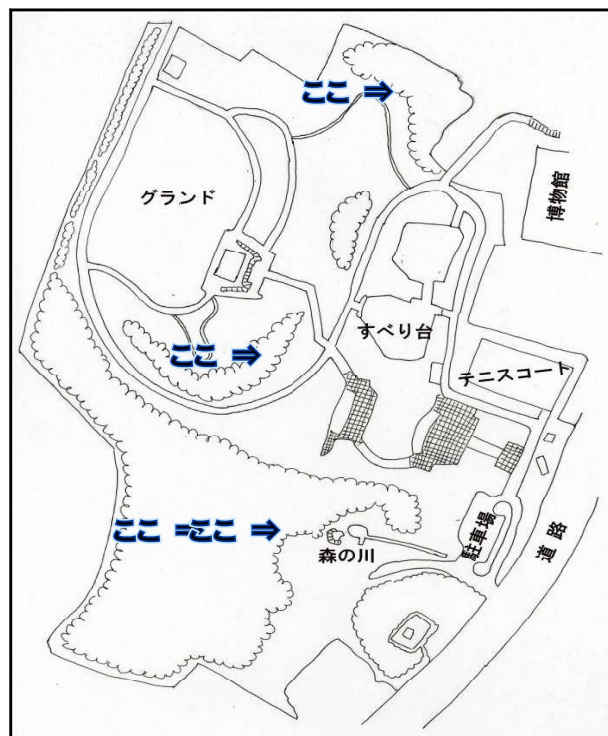 ここ ⇒
グランド
博物館
すべり台
ここ ⇒
テニスコート
ここ ⇒ここ ⇒
森の川
駐車場
道路